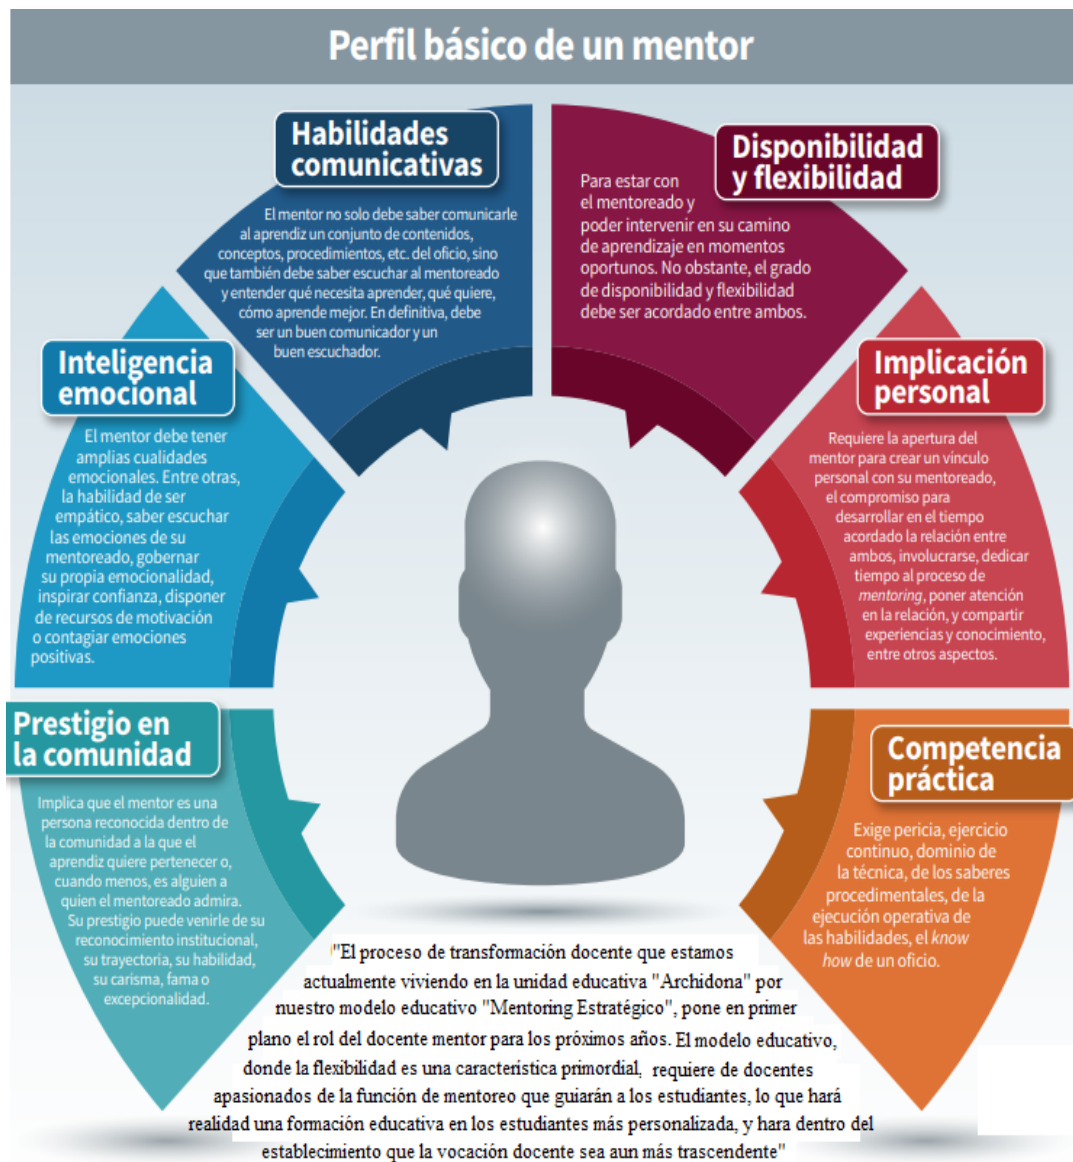 Perfil básico de un mentor
Habilidades
comunicativas
El mentor no solo debe saber comunicarle
al aprendiz un conjunto de contenidos,
conceptos, procedimientos, etc. del oficio, sino
que también debe saber escuchar al mentoreado
y entender qué necesita aprender, qué quiere,
cómo aprende mejor. En definitiva, debe
ser un buen comunicador y un
buen escuchador.
Disponibilidad
y flexibilidad
Para estar con
el mentoreado y
poder intervenir en su camino
de aprendizaje en momentos
oportunos. No obstante, el grado
de disponibilidad y flexibilidad
debe ser acordado entre ambos.
Inteligencia
emocional
El mentor debe tener
amplias cualidades
emocionales. Entre otras,
la habilidad de ser
empático, saber escuchar
las emociones de su
mentoreado, gobernar
su propia emocionalidad,
inspirar confianza, disponer
de recursos de motivación
o contagiar emociones
positivas.
Implicación
personal
Requiere la apertura del
mentor para crear un vínculo
personal con su mentoreado,
el compromiso para
desarrollar en el tiempo
acordado la relación entre
ambos, involucrarse, dedicar
tiempo al proceso de
mentoring, poner atención
en la relación, y compartir
experiencias y conocimiento,
entre otros aspectos.
Prestigio en
la comunidad
Implica que el mentor es una
persona reconocida dentro de
la comunidad a la que el
aprendiz quiere pertenecer o,
cuando menos, es alguien a
quien el mentoreado admira.
Su prestigio puede venirle de su
reconocimiento institucional,
su trayectoria, su habilidad,
su carisma, fama o
excepcionalidad.
Competencia
práctica
Exige pericia, ejercicio
continuo, dominio de
la técnica, de los saberes
procedimentales, de la
ejecución operativa de
las habilidades, el know
how de un oficio.
"El proceso de transformación docente que estamos
actualmente viviendo en la unidad educativa "Archidona" por
nuestro modelo educativo "Mentoring Estratégico", pone en primer
plano el rol del docente mentor para los próximos años. El modelo educativo,
donde la flexibilidad es una característica primordial, requiere de docentes
apasionados de la función de mentoreo que guiarán a los estudiantes, lo que hará
realidad una formación educativa en los estudiantes más personalizada, y hara dentro del
establecimiento que la vocación docente sea aun más trascendente"